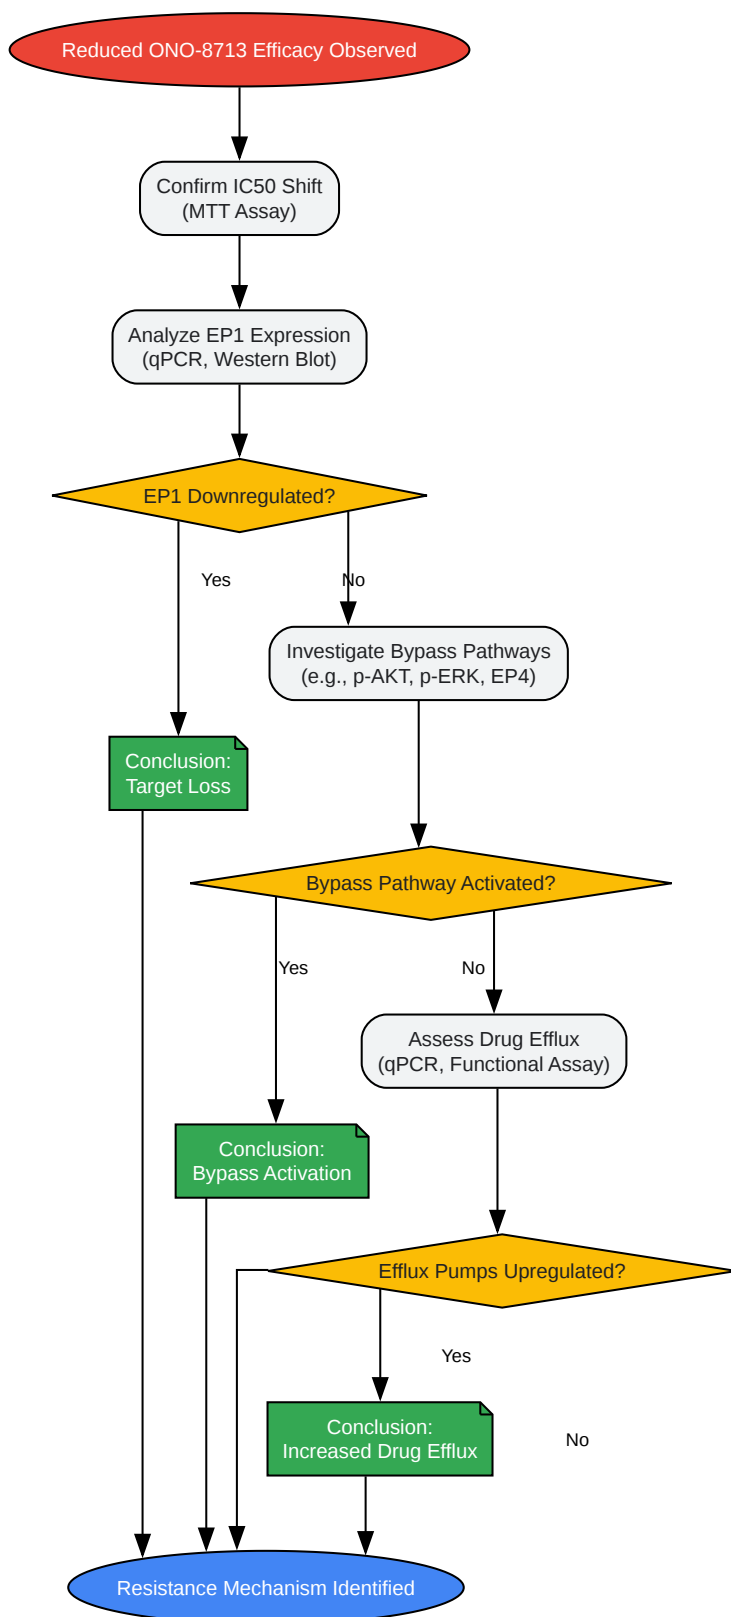 Reduced ONO-8713 Efficacy Observed
Confirm IC50 Shift
(MTT Assay)
Analyze EP1 Expression
(qPCR, Western Blot)
EP1 Downregulated?
Yes
No
Investigate Bypass Pathways
(e.g., p-AKT, p-ERK, EP4)
Conclusion:
Target Loss
Bypass Pathway Activated?
Yes
No
Assess Drug Efflux
(qPCR, Functional Assay)
Conclusion:
Bypass Activation
Efflux Pumps Upregulated?
Yes
Conclusion:
Increased Drug Efflux
No
Resistance Mechanism Identified